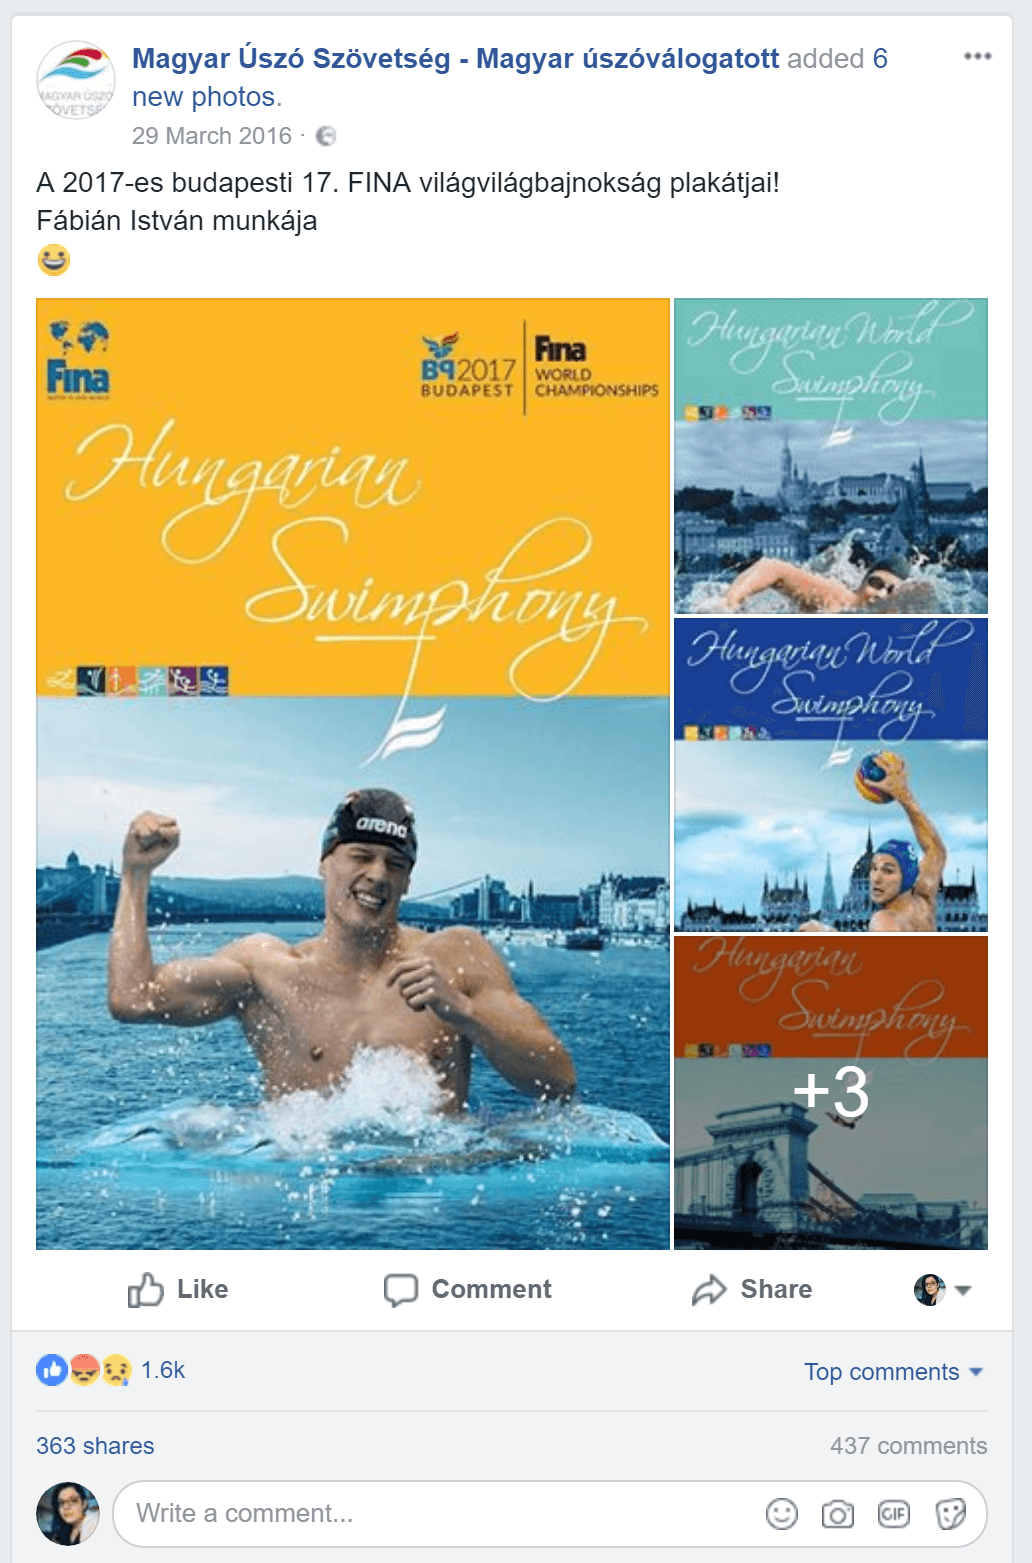 Magyar Úszó Szövetség - Magyar úszóválogatott added 6
new photos.
29 March 2016 ·
MAGYAR ÚSZÓ
SZÖVETSÉG
A 2017-es budapesti 17. FINA világvilágbajnokság plakátjai!
Fábián István munkája
Fina
BP2017
BUDAPEST
Fina
WORLD
CHAMPIONSHIPS
Hungarian
Swimphony
arena
Hungarian World
Swimphony
Hungarian World
Swimphony
Hungarian
Swimphony
+3
Like
Comment
Share
1.6k
Top comments
363 shares
437 comments
Write a comment...
GIF